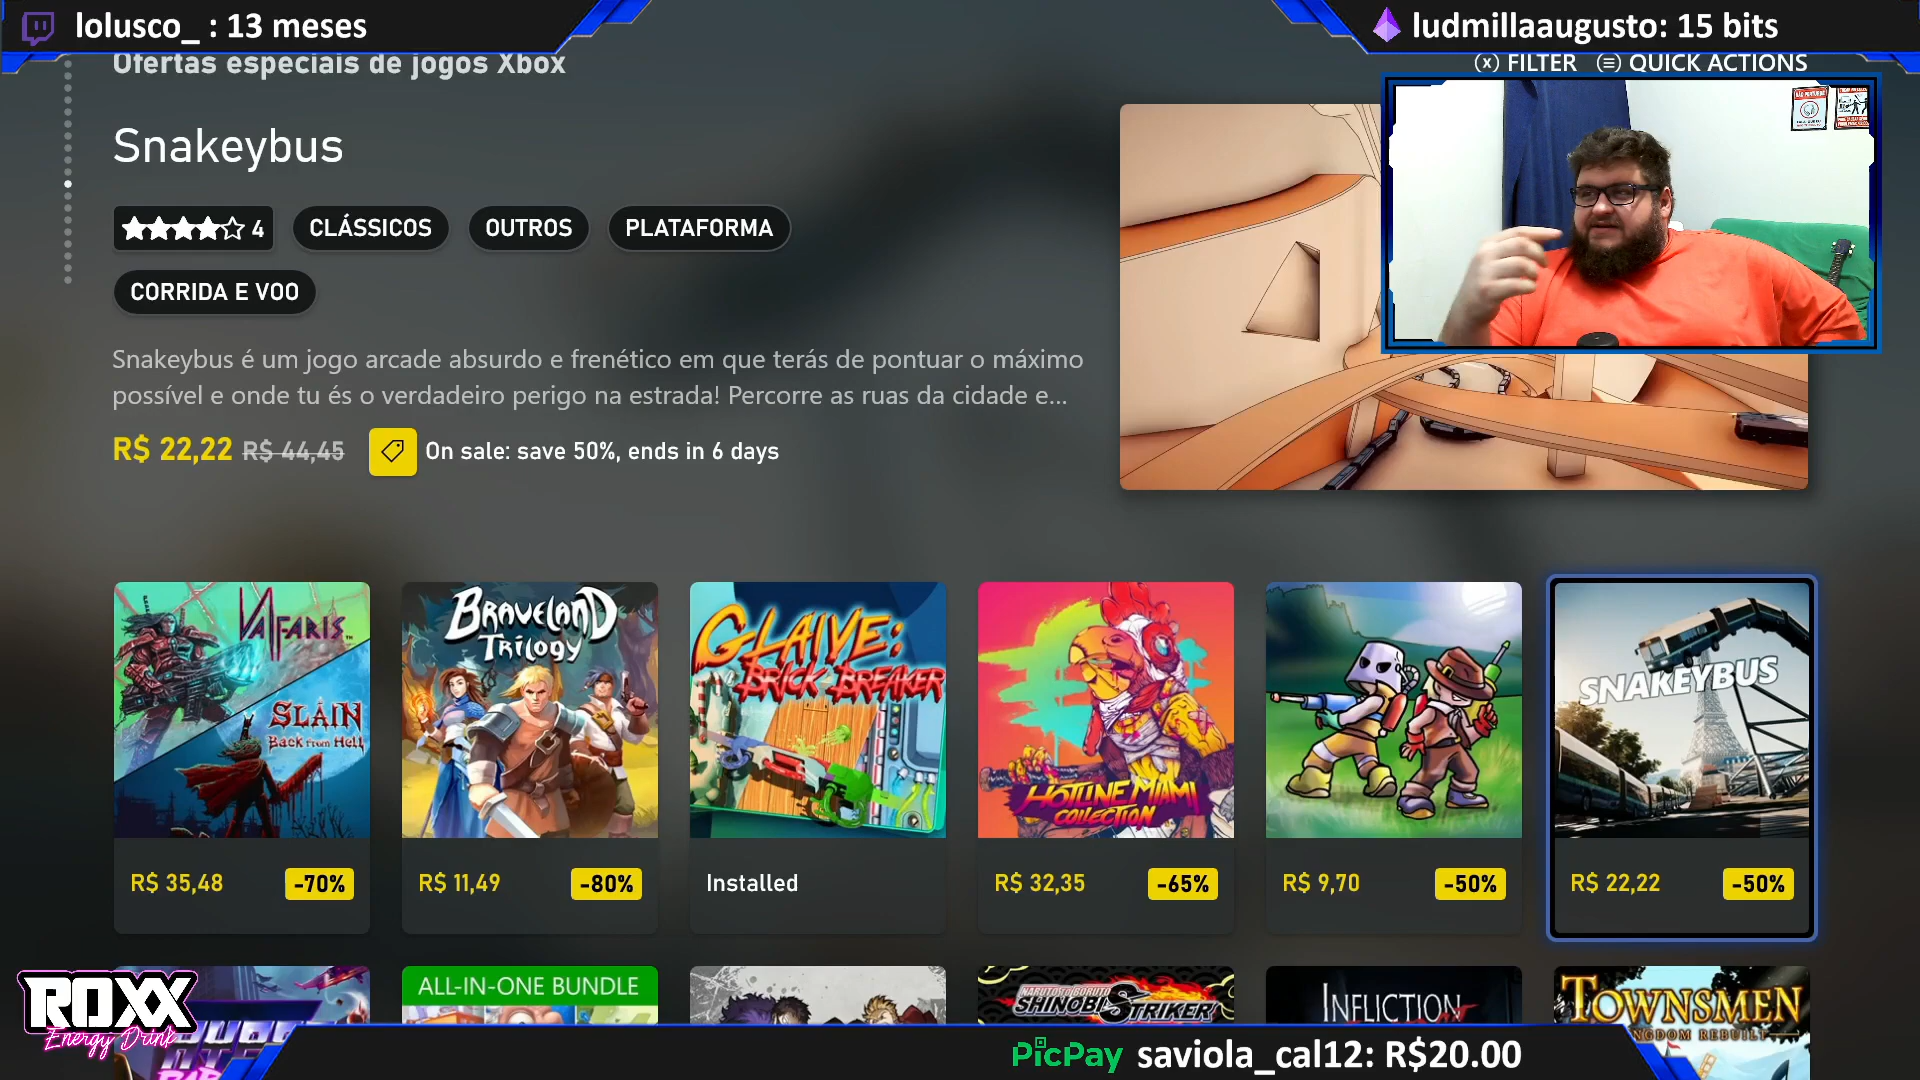 lolusco_ : 13 meses
ludmillaaugusto: 15 bits
Ofertas especiais de jogos Xbox
(x) FILTER
QUICK ACTIONS
Snakeybus
4
CLÁSSICOS
OUTROS
PLATAFORMA
CORRIDA E VOO
Snakeybus é um jogo arcade absurdo e frenético em que terás de pontuar o máximo
possível e onde tu és o verdadeiro perigo na estrada! Percorre as ruas da cidade e...
R$ 22,22 R$ 44,45
On sale: save 50%, ends in 6 days
VALFARIS
SLAIN
Back From Hell
BRAVELAND
TRILOGY
GLAIVE:
BRICK BREAKER
HOTLINE MIAMI
COLLECTION
SNAKEYBUS
R$ 35,48
-70%
R$ 11,49
-80%
Installed
R$ 32,35
-65%
R$ 9,70
-50%
R$ 22,22
-50%
ROXX
Energy Drink
ALL-IN-ONE BUNDLE
NARUTO TO BORUTO
SHINOBI STRIKER
INFLICTION
TOWNSMEN
NGDOM REBUILT
PicPay
saviola_cal12: R$20.00